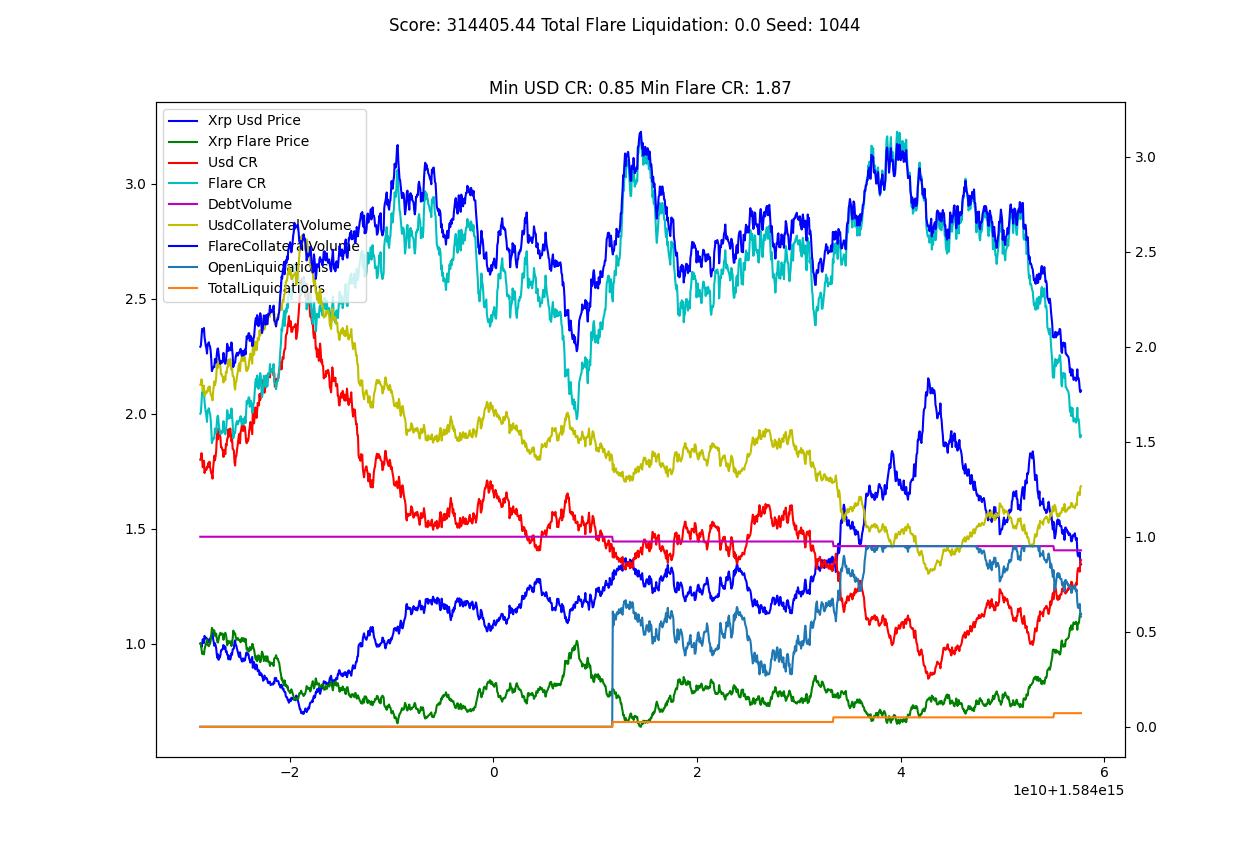 Score: 314405.44 Total Flare Liquidation: 0.0 Seed: 1044
Min USD CR: 0.85 Min Flare CR: 1.87
Xrp Usd Price
Xrp Flare Price
Usd CR
Flare CR
DebtVolume
UsdCollateralVolume
FlareCollateralVolume
OpenLiquidations
TotalLiquidations
3.0
2.5
2.0
1.5
1.0
3.0
2.5
2.0
1.5
1.0
0.5
0.0
−2 0 2 4 6
1e10+1.584e15